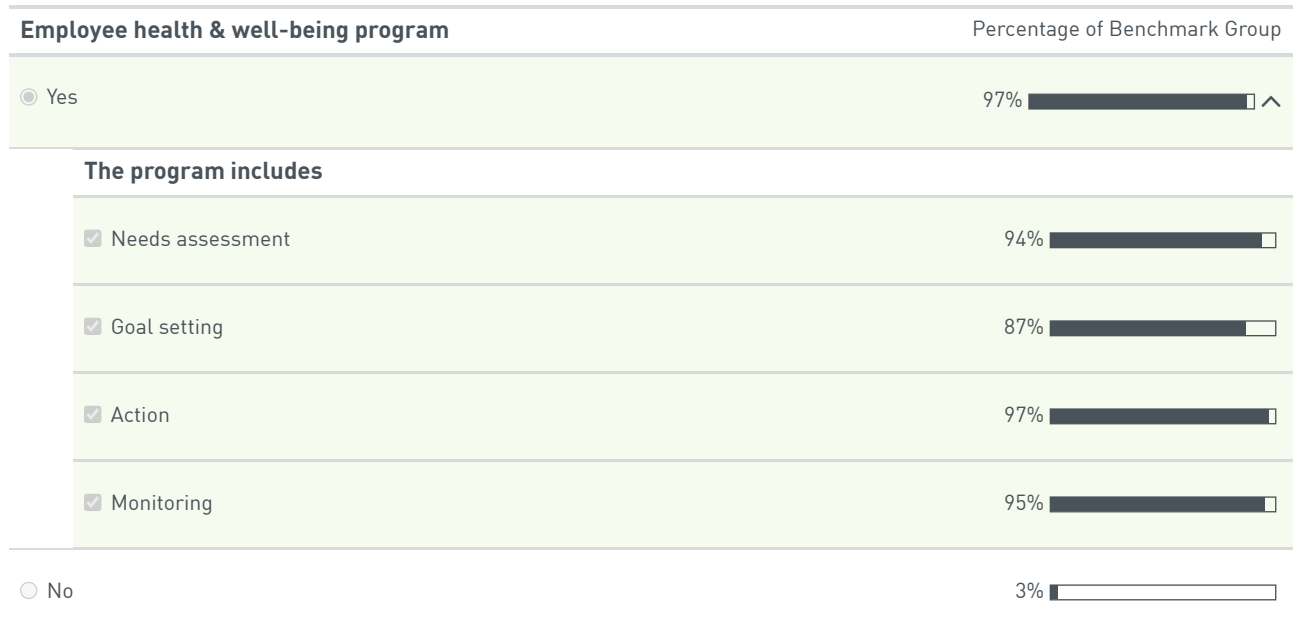 Employee health & well-being program Percentage of Benchmark Group
Yes 97%
The program includes
Needs assessment 94%
Goal setting 87%
Action 97%
Monitoring 95%
No 3%